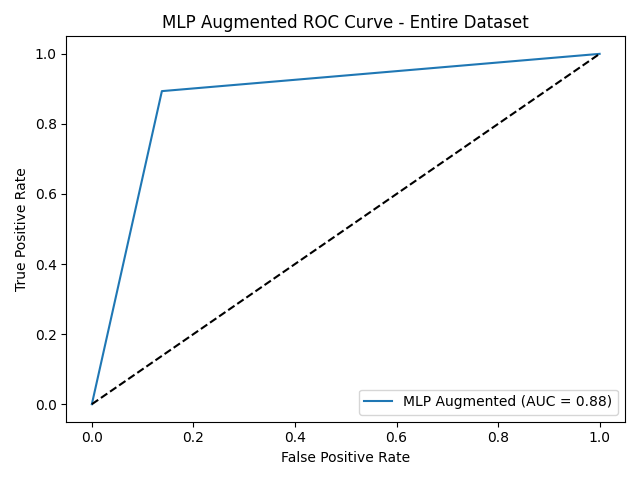 MLP Augmented ROC Curve - Entire Dataset
1.0
0.8
0.6
0.4
0.2
0.0
True Positive Rate
MLP Augmented (AUC = 0.88)
0.0 0.2 0.4 0.6 0.8 1.0
False Positive Rate